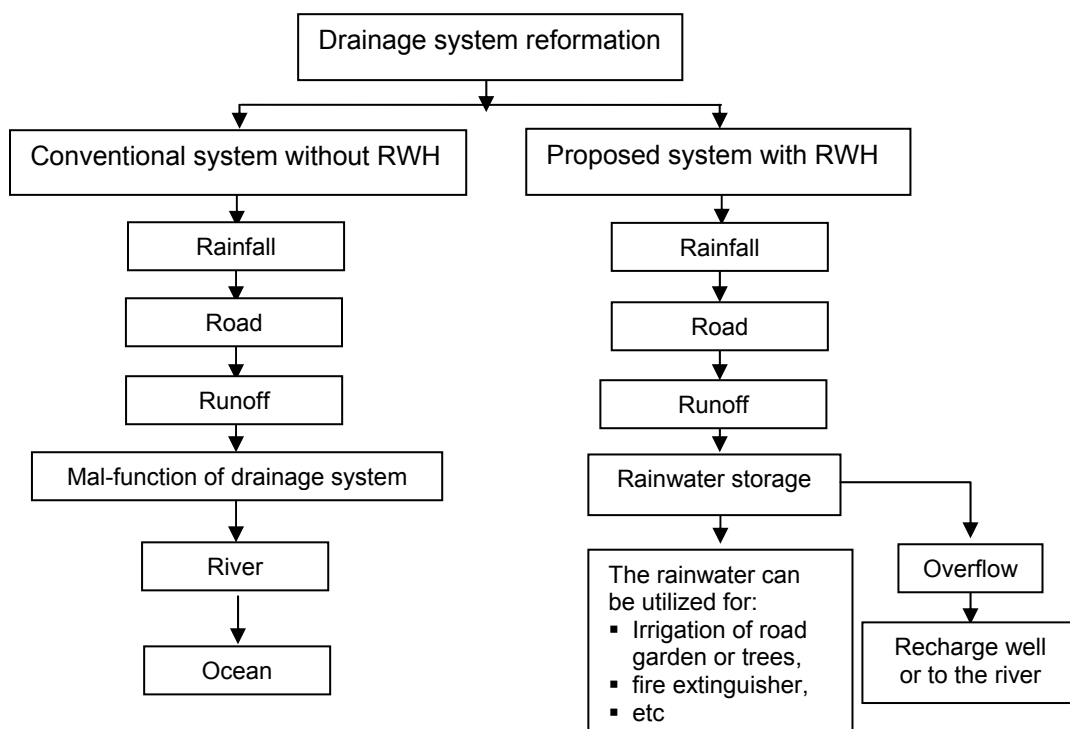 Drainage system reformation
Conventional system without RWH
Rainfall
Road
Runoff
Mal-function of drainage system
River
Ocean
Proposed system with RWH
Rainfall
Road
Runoff
Rainwater storage
The rainwater can
be utilized for:
▪ Irrigation of road
garden or trees,
▪ fire extinguisher,
▪ etc
Overflow
Recharge well
or to the river